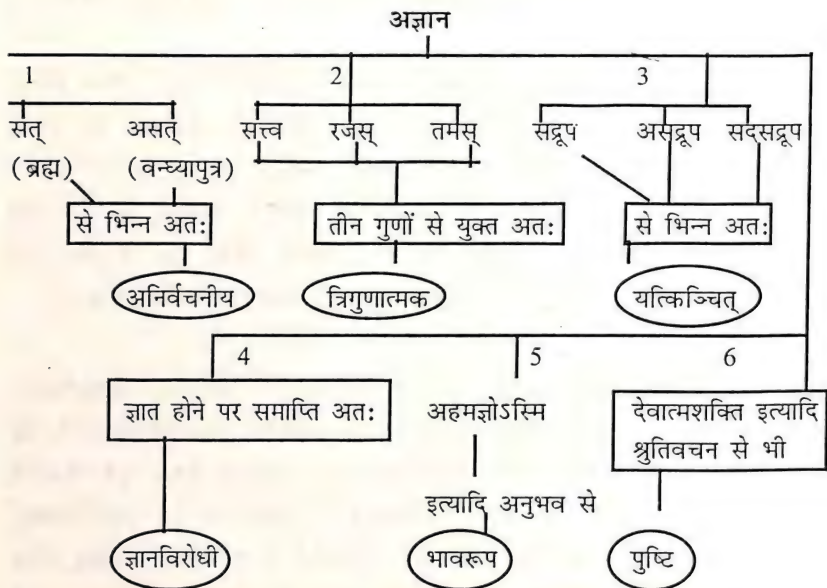 अज्ञान
1 2 3
सत् असत् सत्त्व रजस् तमस् सद्रूप असद्रूप सदसद्रूप
(ब्रह्म) (वन्ध्यापुत्र)
से भिन्न अतः तीन गुणों से युक्त अतः से भिन्न अतः
अनिर्वचनीय त्रिगुणात्मक यत्किञ्चित्
4 5 6
ज्ञात होने पर समाप्ति अतः अहमज्ञोऽस्मि देवात्मशक्ति इत्यादि
श्रुतिवचन से भी
इत्यादि अनुभव से
ज्ञानविरोधी भावरूप पुष्टि